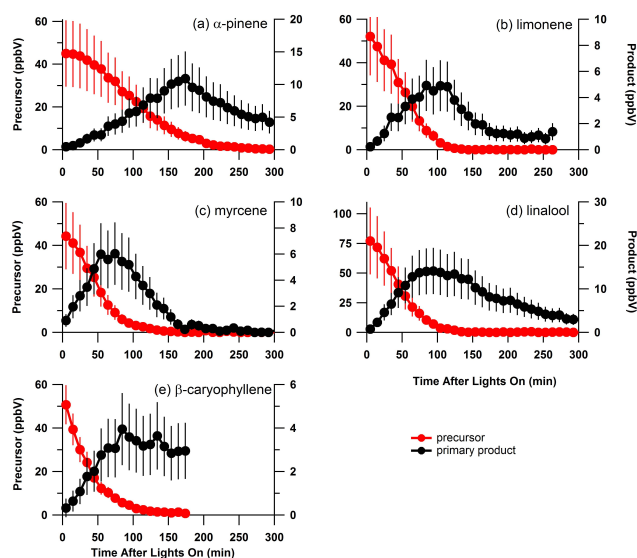 (a) α-pinene
60
40
20
0
20
15
10
5
0
0 50 100 150 200 250 300
Precursor (ppbV)
(b) limonene
60
40
20
0
10
8
6
4
2
0
0 50 100 150 200 250 300
Product (ppbV)
(c) myrcene
60
40
20
0
10
8
6
4
2
0
0 50 100 150 200 250 300
Precursor (ppbV)
(d) linalool
100
75
50
25
0
30
20
10
0
0 50 100 150 200 250 300
Product (ppbV)
Time After Lights On (min)
(e) β-caryophyllene
60
40
20
0
6
4
2
0
0 50 100 150 200 250 300
Precursor (ppbV)
Time After Lights On (min)
precursor
primary product